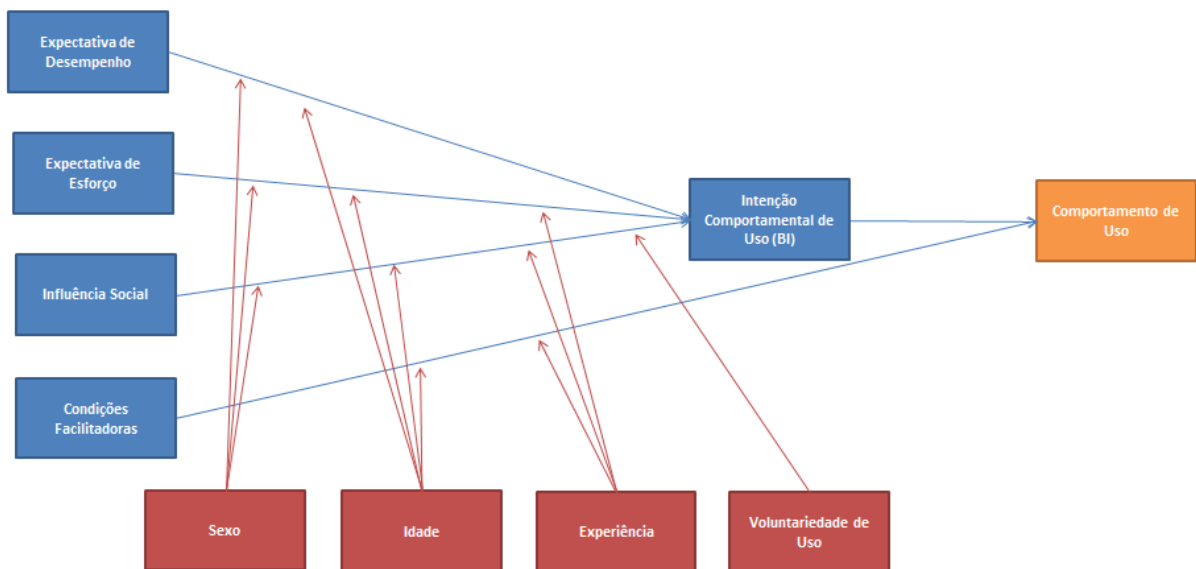 Expectativa de
Desempenho
Expectativa de
Esforço
Influência Social
Condições
Facilitadoras
Intenção
Comportamental de
Uso (BI)
Comportamento de
Uso
Sexo
Idade
Experiência
Voluntariedade de
Uso